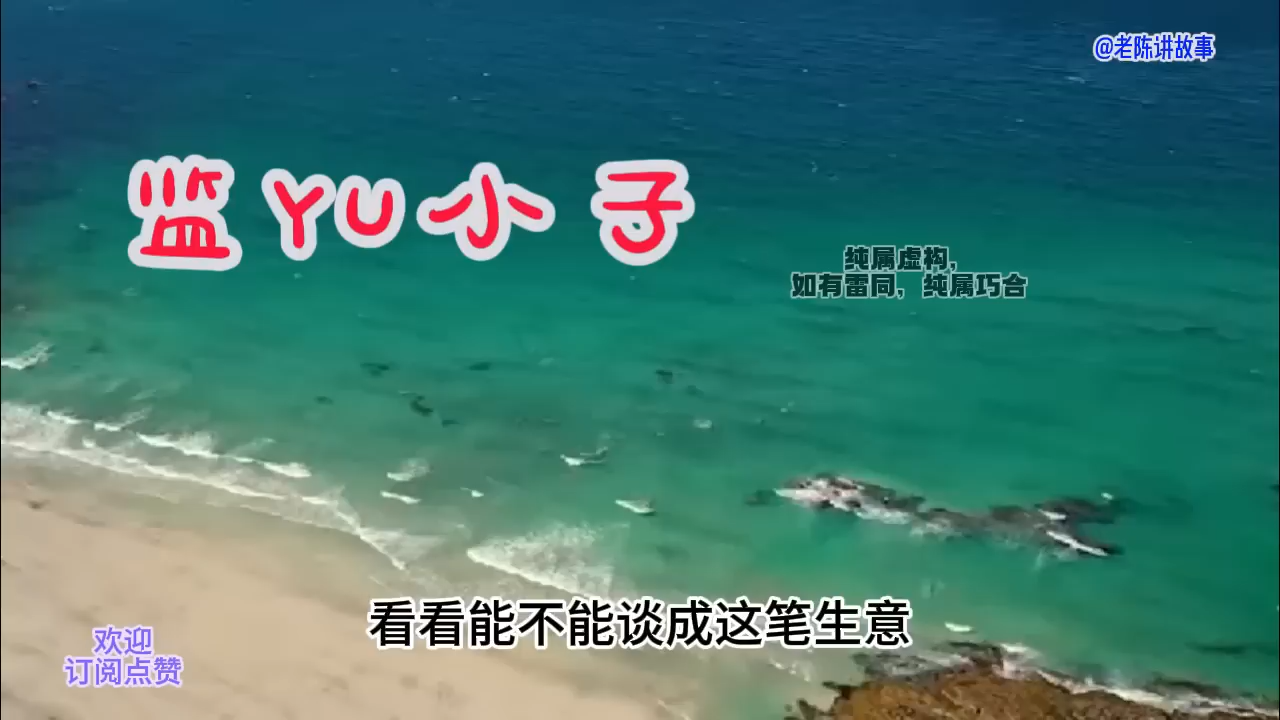 @老陈讲故事
监YU小子
纯属虚构,
如有雷同，纯属巧合
看看能不能谈成这笔生意
欢迎
订阅点赞